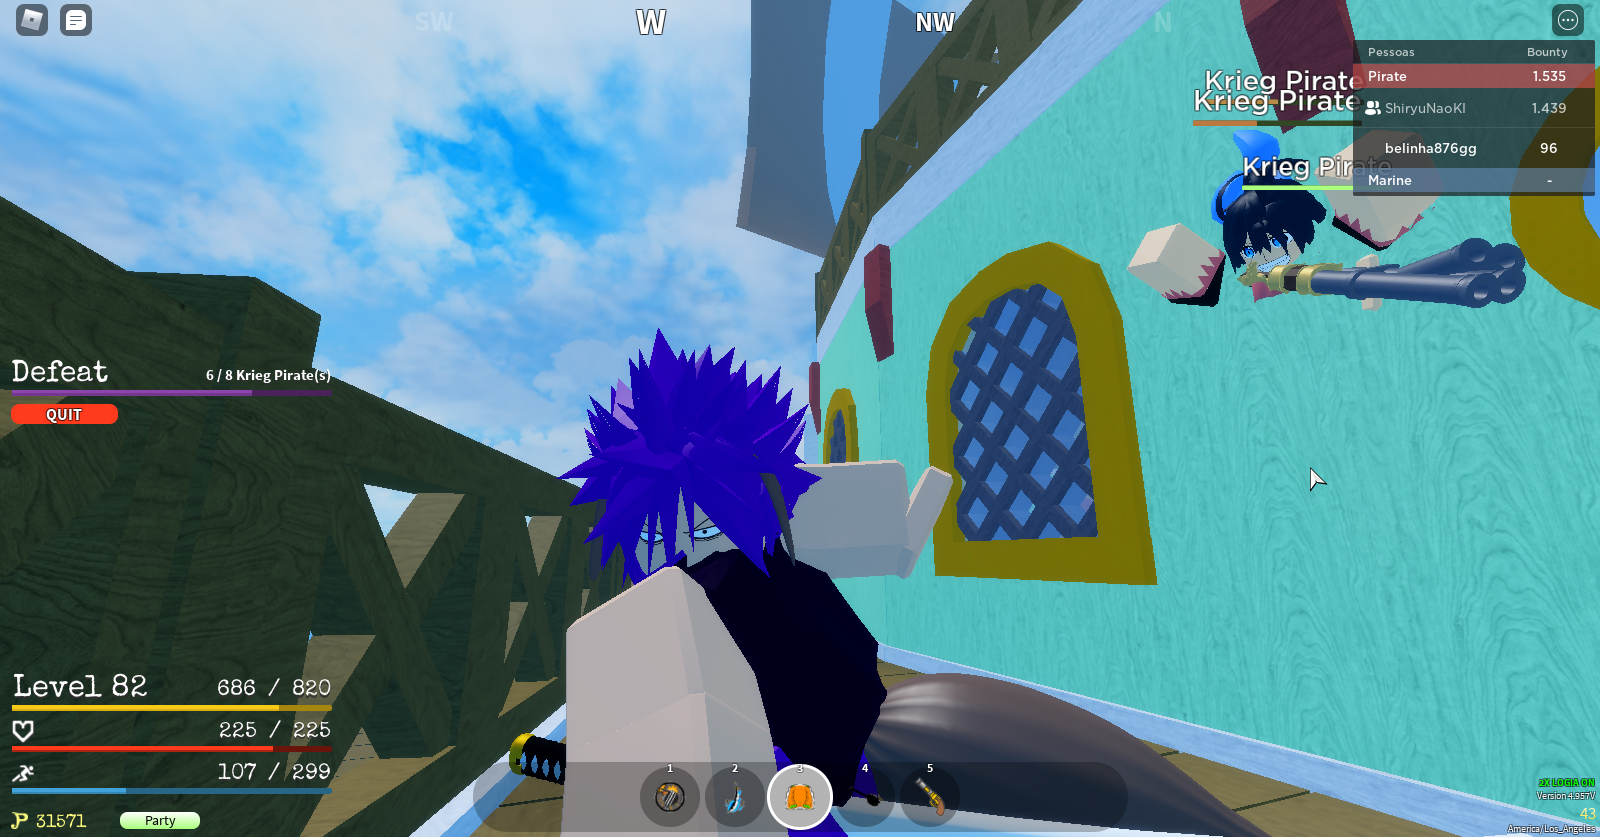 SW
W
NW
N
Pessoas Bounty
Pirate 1.535
ShiryuNaoKI 1.439
belinha876gg 96
Marine -
Krieg Pirate
Krieg Pirate
Krieg Pirate
Defeat
6 / 8 Krieg Pirate(s)
QUIT
Level 82 686 / 820
225 / 225
107 / 299
31571
Party
1 2 3 4 5
2X LOGIA ON
Version 4.957V
43
America/Los_Angeles